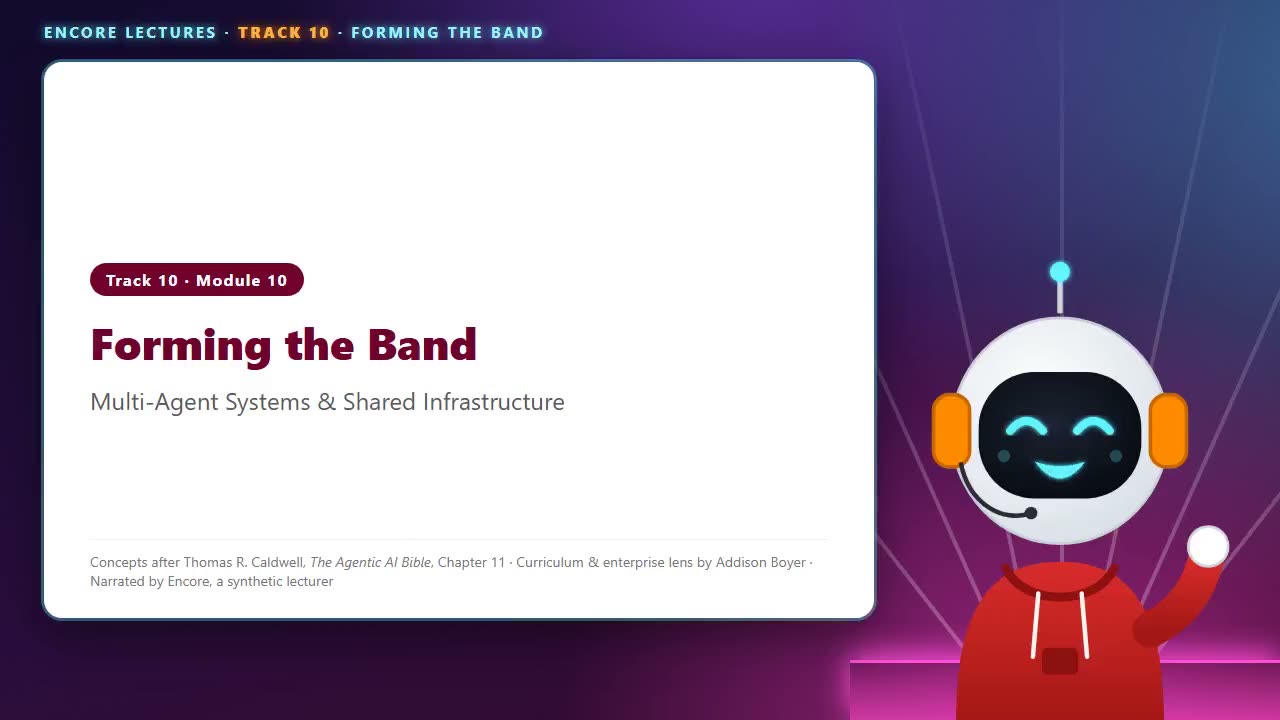 ENCORE LECTURES · TRACK 10 · FORMING THE BAND
Track 10 · Module 10
Forming the Band
Multi-Agent Systems & Shared Infrastructure
Concepts after Thomas R. Caldwell, The Agentic AI Bible, Chapter 11 · Curriculum & enterprise lens by Addison Boyer ·
Narrated by Encore, a synthetic lecturer